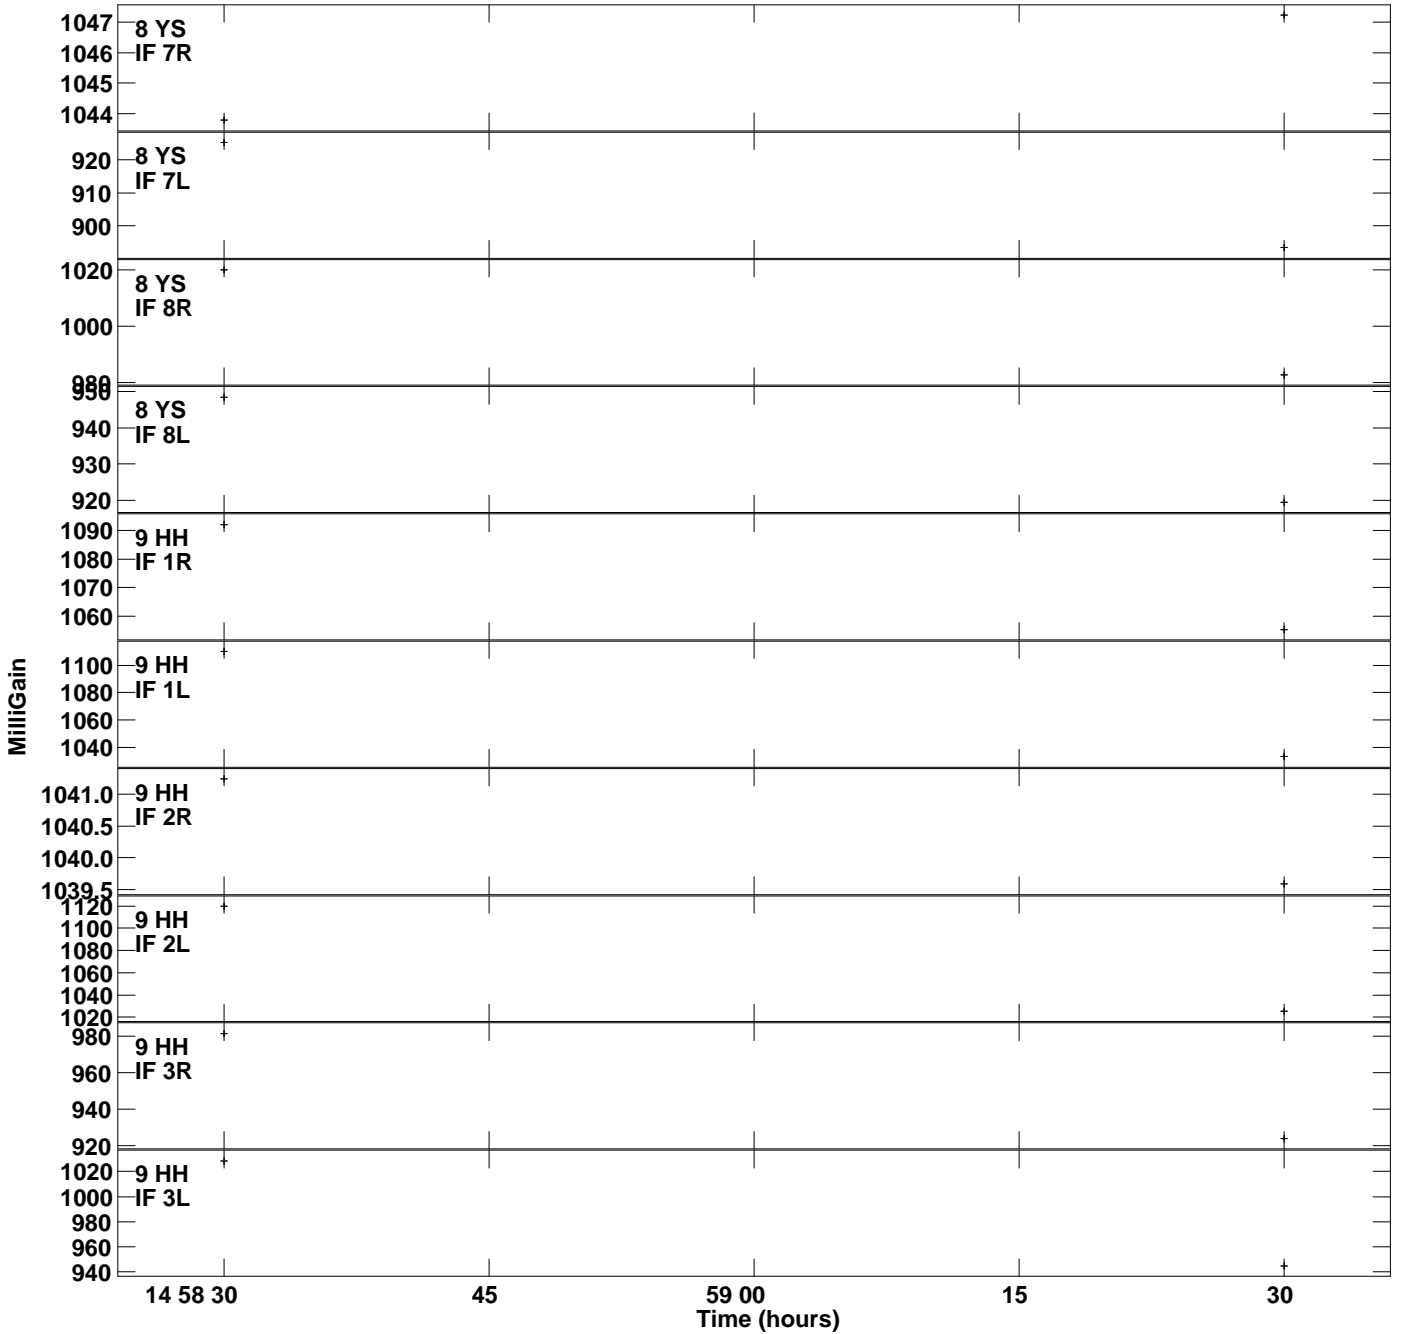 1047
1046
1045
1044
8 YS
IF 7R
920
910
900
8 YS
IF 7L
1020
1000
980
8 YS
IF 8R
950
940
930
920
8 YS
IF 8L
1090
1080
1070
1060
9 HH
IF 1R
1100
1080
1060
1040
9 HH
IF 1L
MilliGain
1041.0
1040.5
1040.0
1039.5
9 HH
IF 2R
1120
1100
1080
1060
1040
1020
9 HH
IF 2L
980
960
940
920
9 HH
IF 3R
1020
1000
980
960
940
9 HH
IF 3L
14 58 30 45 59 00 15 30
Time (hours)